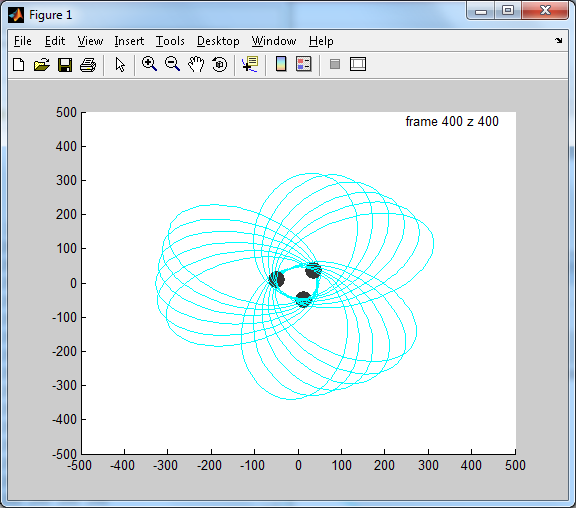 Figure 1
File Edit View Insert Tools Desktop Window Help
frame 400 z 400
500
400
300
200
100
0
-100
-200
-300
-400
-500
-500 -400 -300 -200 -100 0 100 200 300 400 500